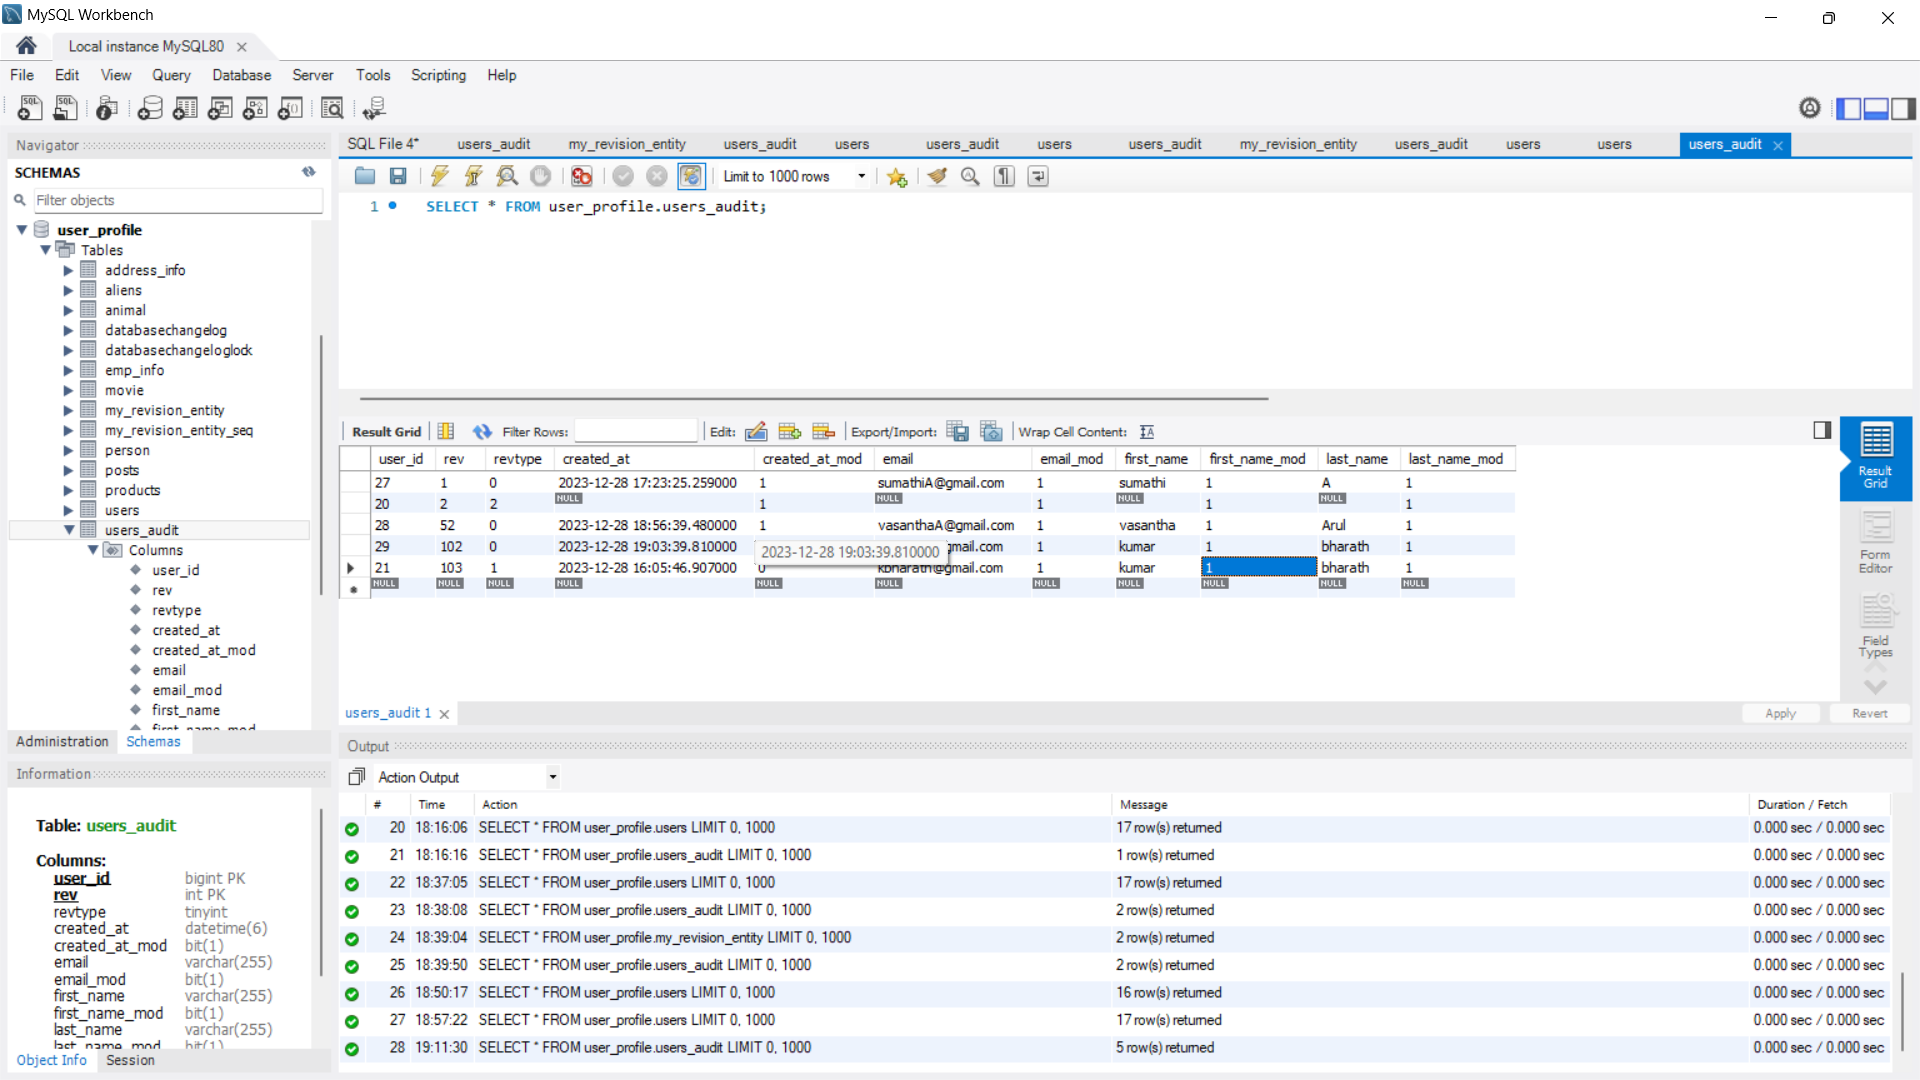 MySQL Workbench
Local instance MySQL80
File Edit View Query Database Server Tools Scripting Help
Navigator
SCHEMAS
Filter objects
user_profile
Tables
address_info
aliens
animal
databasechangelog
databasechangeloglock
emp_info
movie
my_revision_entity
my_revision_entity_seq
person
posts
products
users
users_audit
Columns
user_id
rev
revtype
created_at
created_at_mod
email
email_mod
first_name
first_name_mod
Administration Schemas
Information
Table: users_audit
Columns:
user_id bigint PK
rev int PK
revtype tinyint
created_at datetime(6)
created_at_mod bit(1)
email varchar(255)
email_mod bit(1)
first_name varchar(255)
first_name_mod bit(1)
last_name varchar(255)
last_name_mod bit(1)
Object Info Session
SQL File 4* users_audit my_revision_entity users_audit users users_audit users users_audit my_revision_entity users_audit users users users_audit
Limit to 1000 rows
1 SELECT * FROM user_profile.users_audit;
Result Grid Filter Rows: Edit: Export/Import: Wrap Cell Content:
user_id rev revtype created_at created_at_mod email email_mod first_name first_name_mod last_name last_name_mod
27 1 0 2023-12-28 17:23:25.259000 1 sumathiA@gmail.com 1 sumathi 1 A 1
20 2 2 NULL 1 NULL 1 NULL 1 NULL 1
28 52 0 2023-12-28 18:56:39.480000 1 vasanthaA@gmail.com 1 vasantha 1 Arul 1
29 102 0 2023-12-28 19:03:39.810000 gmail.com 1 kumar 1 bharath 1
2023-12-28 19:03:39.810000
21 103 1 2023-12-28 16:05:46.907000 0 kbharath@gmail.com 1 kumar 1 bharath 1
NULL NULL NULL NULL NULL NULL NULL NULL NULL NULL NULL
Result Grid
Form Editor
Field Types
users_audit 1
Apply Revert
Output
Action Output
# Time Action Message Duration / Fetch
20 18:16:06 SELECT * FROM user_profile.users LIMIT 0, 1000 17 row(s) returned 0.000 sec / 0.000 sec
21 18:16:16 SELECT * FROM user_profile.users_audit LIMIT 0, 1000 1 row(s) returned 0.000 sec / 0.000 sec
22 18:37:05 SELECT * FROM user_profile.users LIMIT 0, 1000 17 row(s) returned 0.000 sec / 0.000 sec
23 18:38:08 SELECT * FROM user_profile.users_audit LIMIT 0, 1000 2 row(s) returned 0.000 sec / 0.000 sec
24 18:39:04 SELECT * FROM user_profile.my_revision_entity LIMIT 0, 1000 2 row(s) returned 0.000 sec / 0.000 sec
25 18:39:50 SELECT * FROM user_profile.users_audit LIMIT 0, 1000 2 row(s) returned 0.000 sec / 0.000 sec
26 18:50:17 SELECT * FROM user_profile.users LIMIT 0, 1000 16 row(s) returned 0.000 sec / 0.000 sec
27 18:57:22 SELECT * FROM user_profile.users LIMIT 0, 1000 17 row(s) returned 0.000 sec / 0.000 sec
28 19:11:30 SELECT * FROM user_profile.users_audit LIMIT 0, 1000 5 row(s) returned 0.000 sec / 0.000 sec